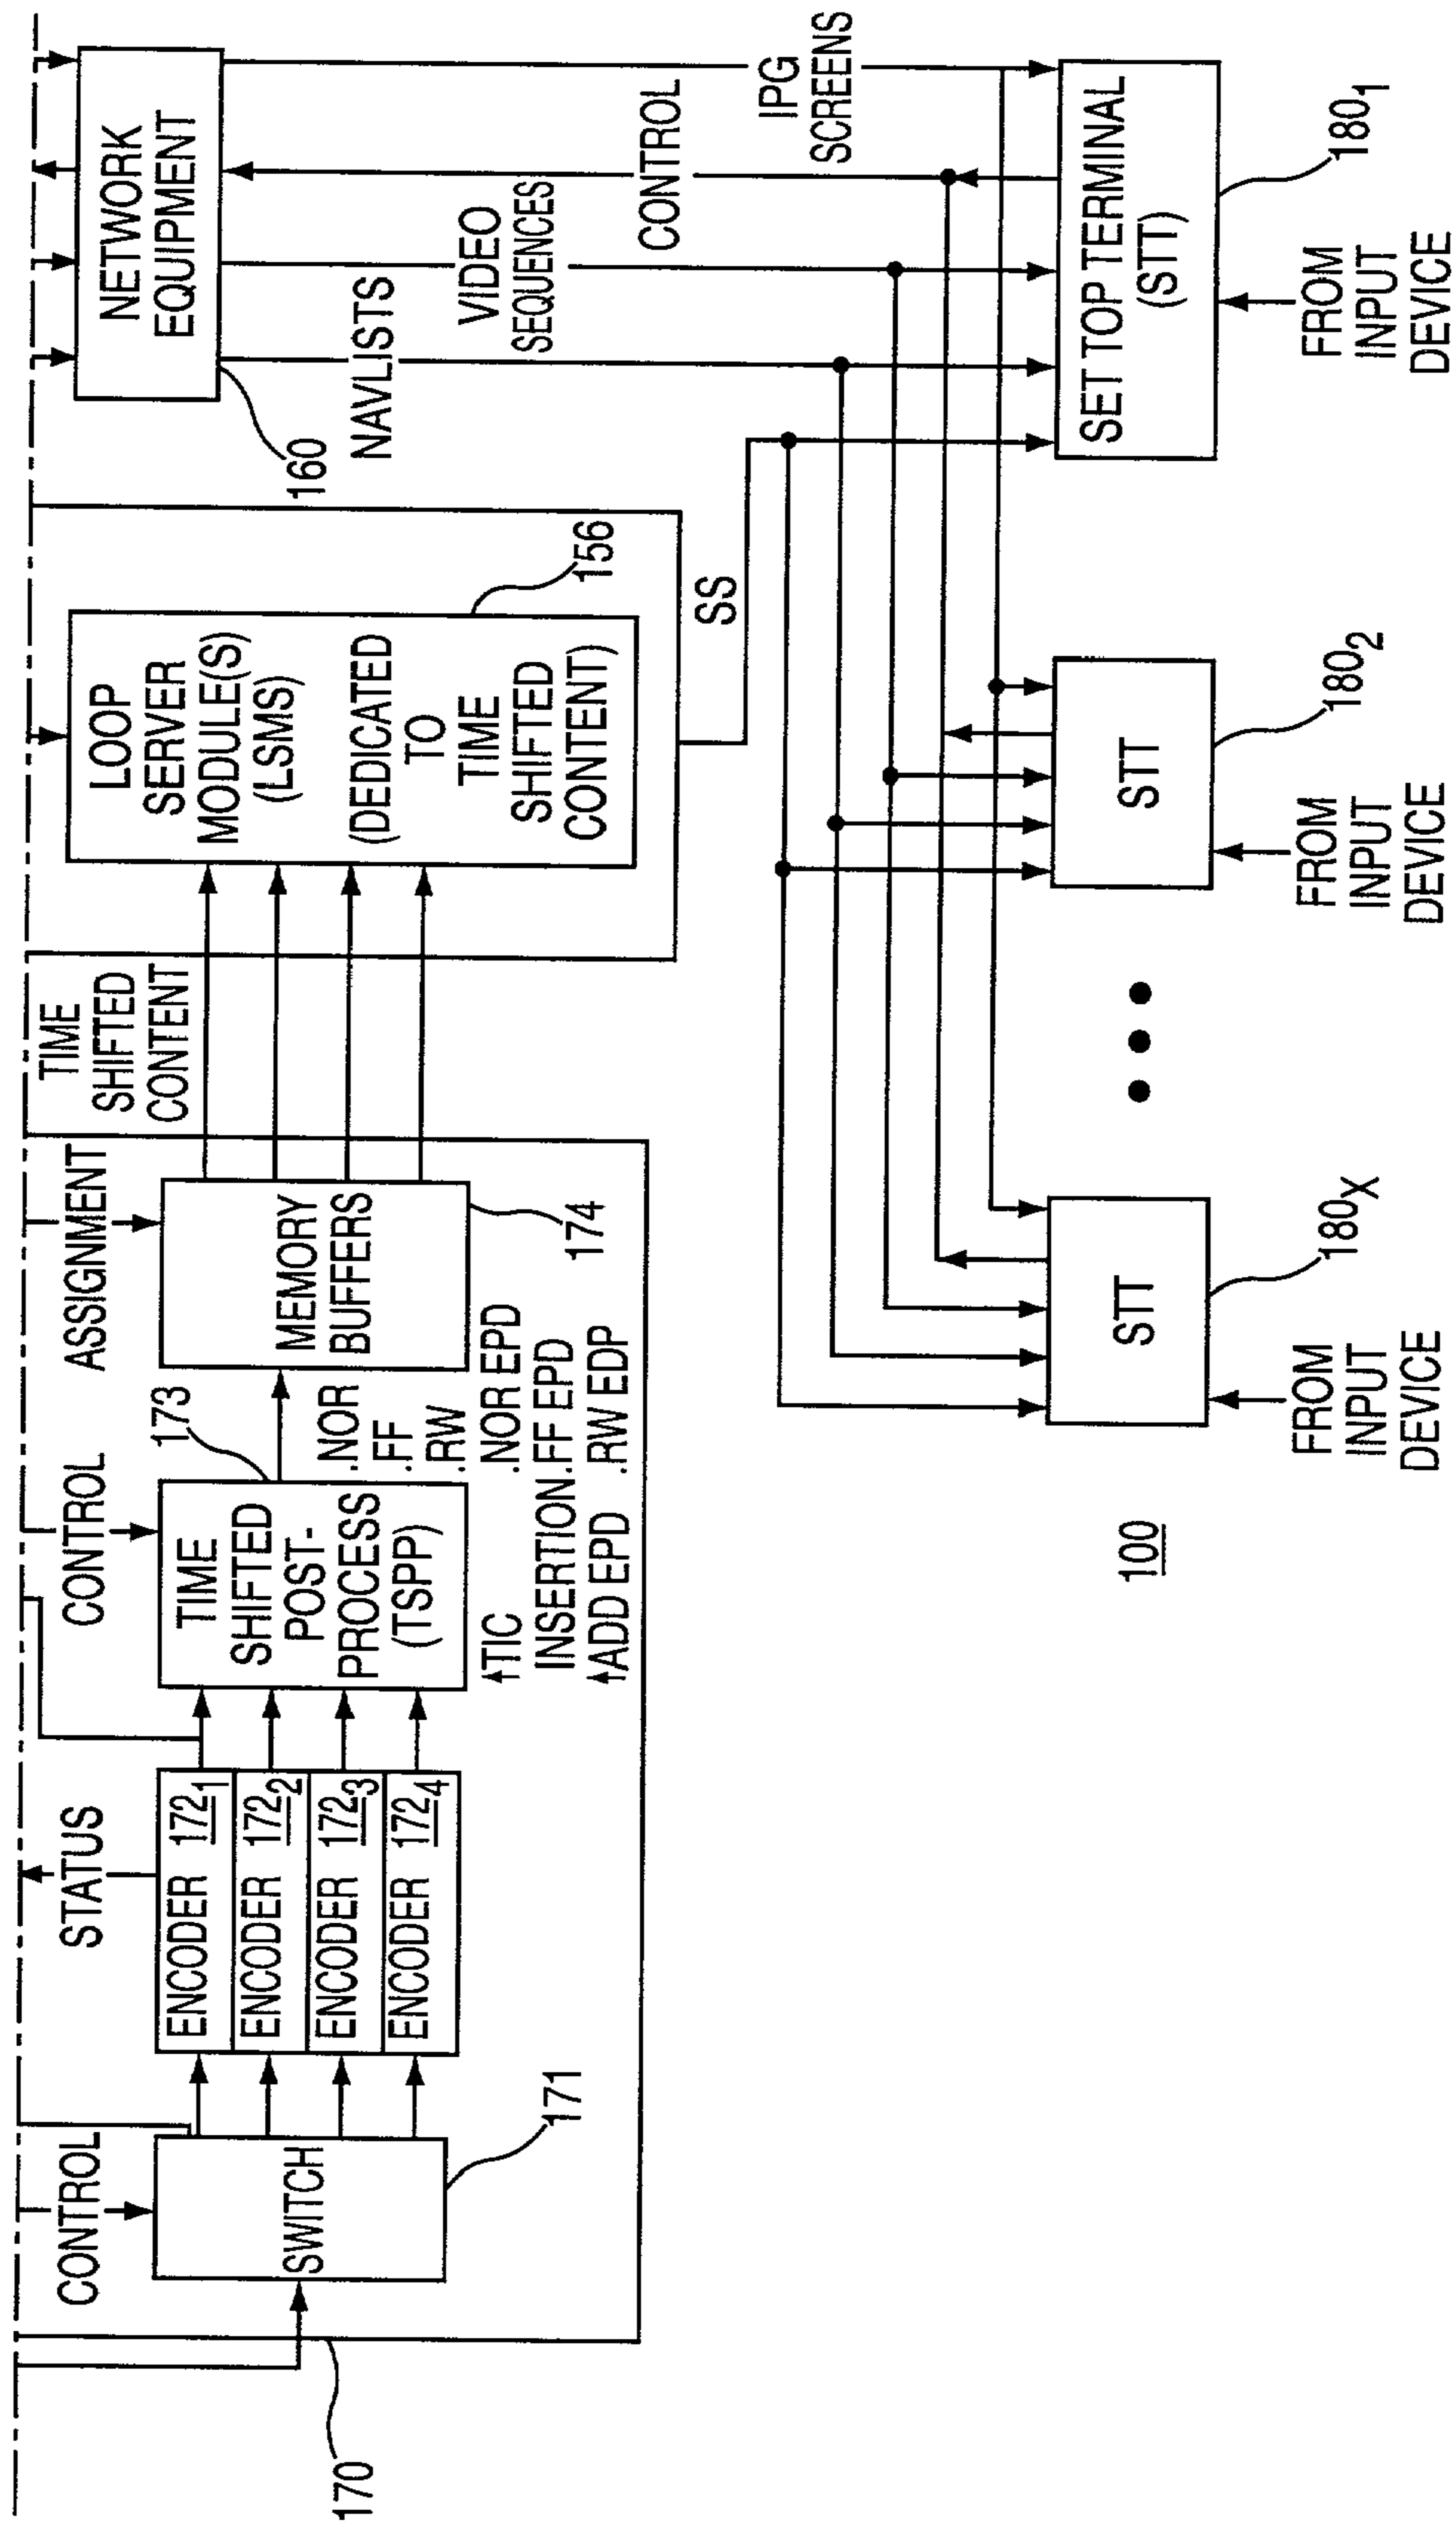 CONTROL
STATUS
CONTROL
ASSIGNMENT
TIME
SHIFTED
CONTENT
SWITCH
171
170
ENCODER 172₁
ENCODER 172₂
ENCODER 172₃
ENCODER 172₄
TIME
SHIFTED
POST-
PROCESS
(TSPP)
173
↑TIC
INSERTION
↑ADD EPD
.NOR
.FF
.RW
.NOR EPD
.FF EPD
.RW EDP
MEMORY
BUFFERS
174
LOOP
SERVER
MODULE(S)
(LSMS)
(DEDICATED
TO
TIME
SHIFTED
CONTENT)
156
SS
NETWORK
EQUIPMENT
160
NAVLISTS
VIDEO
SEQUENCES
CONTROL
IPG
SCREENS
STT
180X
FROM
INPUT
DEVICE
STT
180₂
FROM
INPUT
DEVICE
SET TOP TERMINAL
(STT)
180₁
FROM
INPUT
DEVICE
100